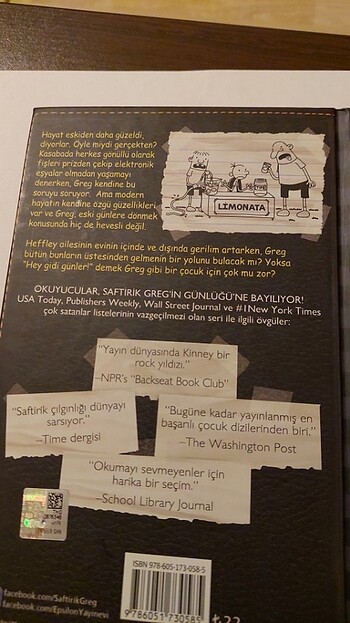 Hayat eskiden daha güzeldi,
diyorlar. Öyle miydi gerçekten?
Kasabada herkes gönüllü olarak
fişleri prizden çekip elektronik
eşyalar olmadan yaşamayı
denerken, Greg kendine bu
soruyu soruyor. Ama modern
hayatın kendine özgü güzellikleri
var ve Greg, eski günlere dönmek
konusunda hiç de hevesli değil.
LİMONATA
Heffley ailesinin evinin içinde ve dışında gerilim artarken, Greg
bütün bunların üstesinden gelmenin bir yolunu bulacak mı? Yoksa
"Hey gidi günler!" demek Greg gibi bir çocuk için çok mu zor?
OKUYUCULAR, SAFTİRİK GREG'İN GÜNLÜĞÜ'NE BAYILIYOR!
USA Today, Publishers Weekly, Wall Street Journal ve #1New York Times
çok satanlar listelerinin vazgeçilmezi olan seri ile ilgili övgüler:
"Yayın dünyasında Kinney bir
rock yıldızı."
–NPR's "Backseat Book Club"
"Saftirik çılgınlığı dünyayı
sarsıyor."
–Time dergisi
"Bugüne kadar yayınlanmış en
başarılı çocuk dizilerinden biri."
–The Washington Post
"Okumayı sevmeyenler için
harika bir seçim."
–School Library Journal
ISBN 978-605-173-058-5
9786051730585
facebook.com/SaftirikGreg
facebook.com/EpsilonYayinevi